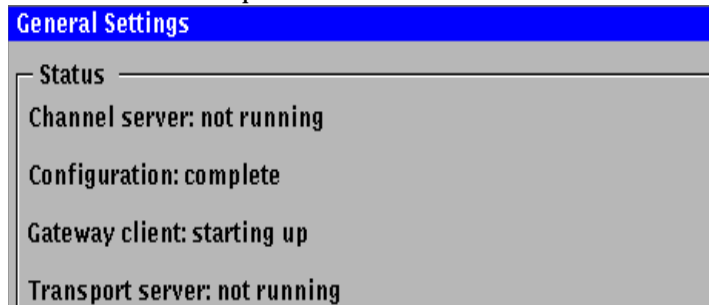 General Settings
Status
Channel server: not running
Configuration: complete
Gateway client: starting up
Transport server: not running